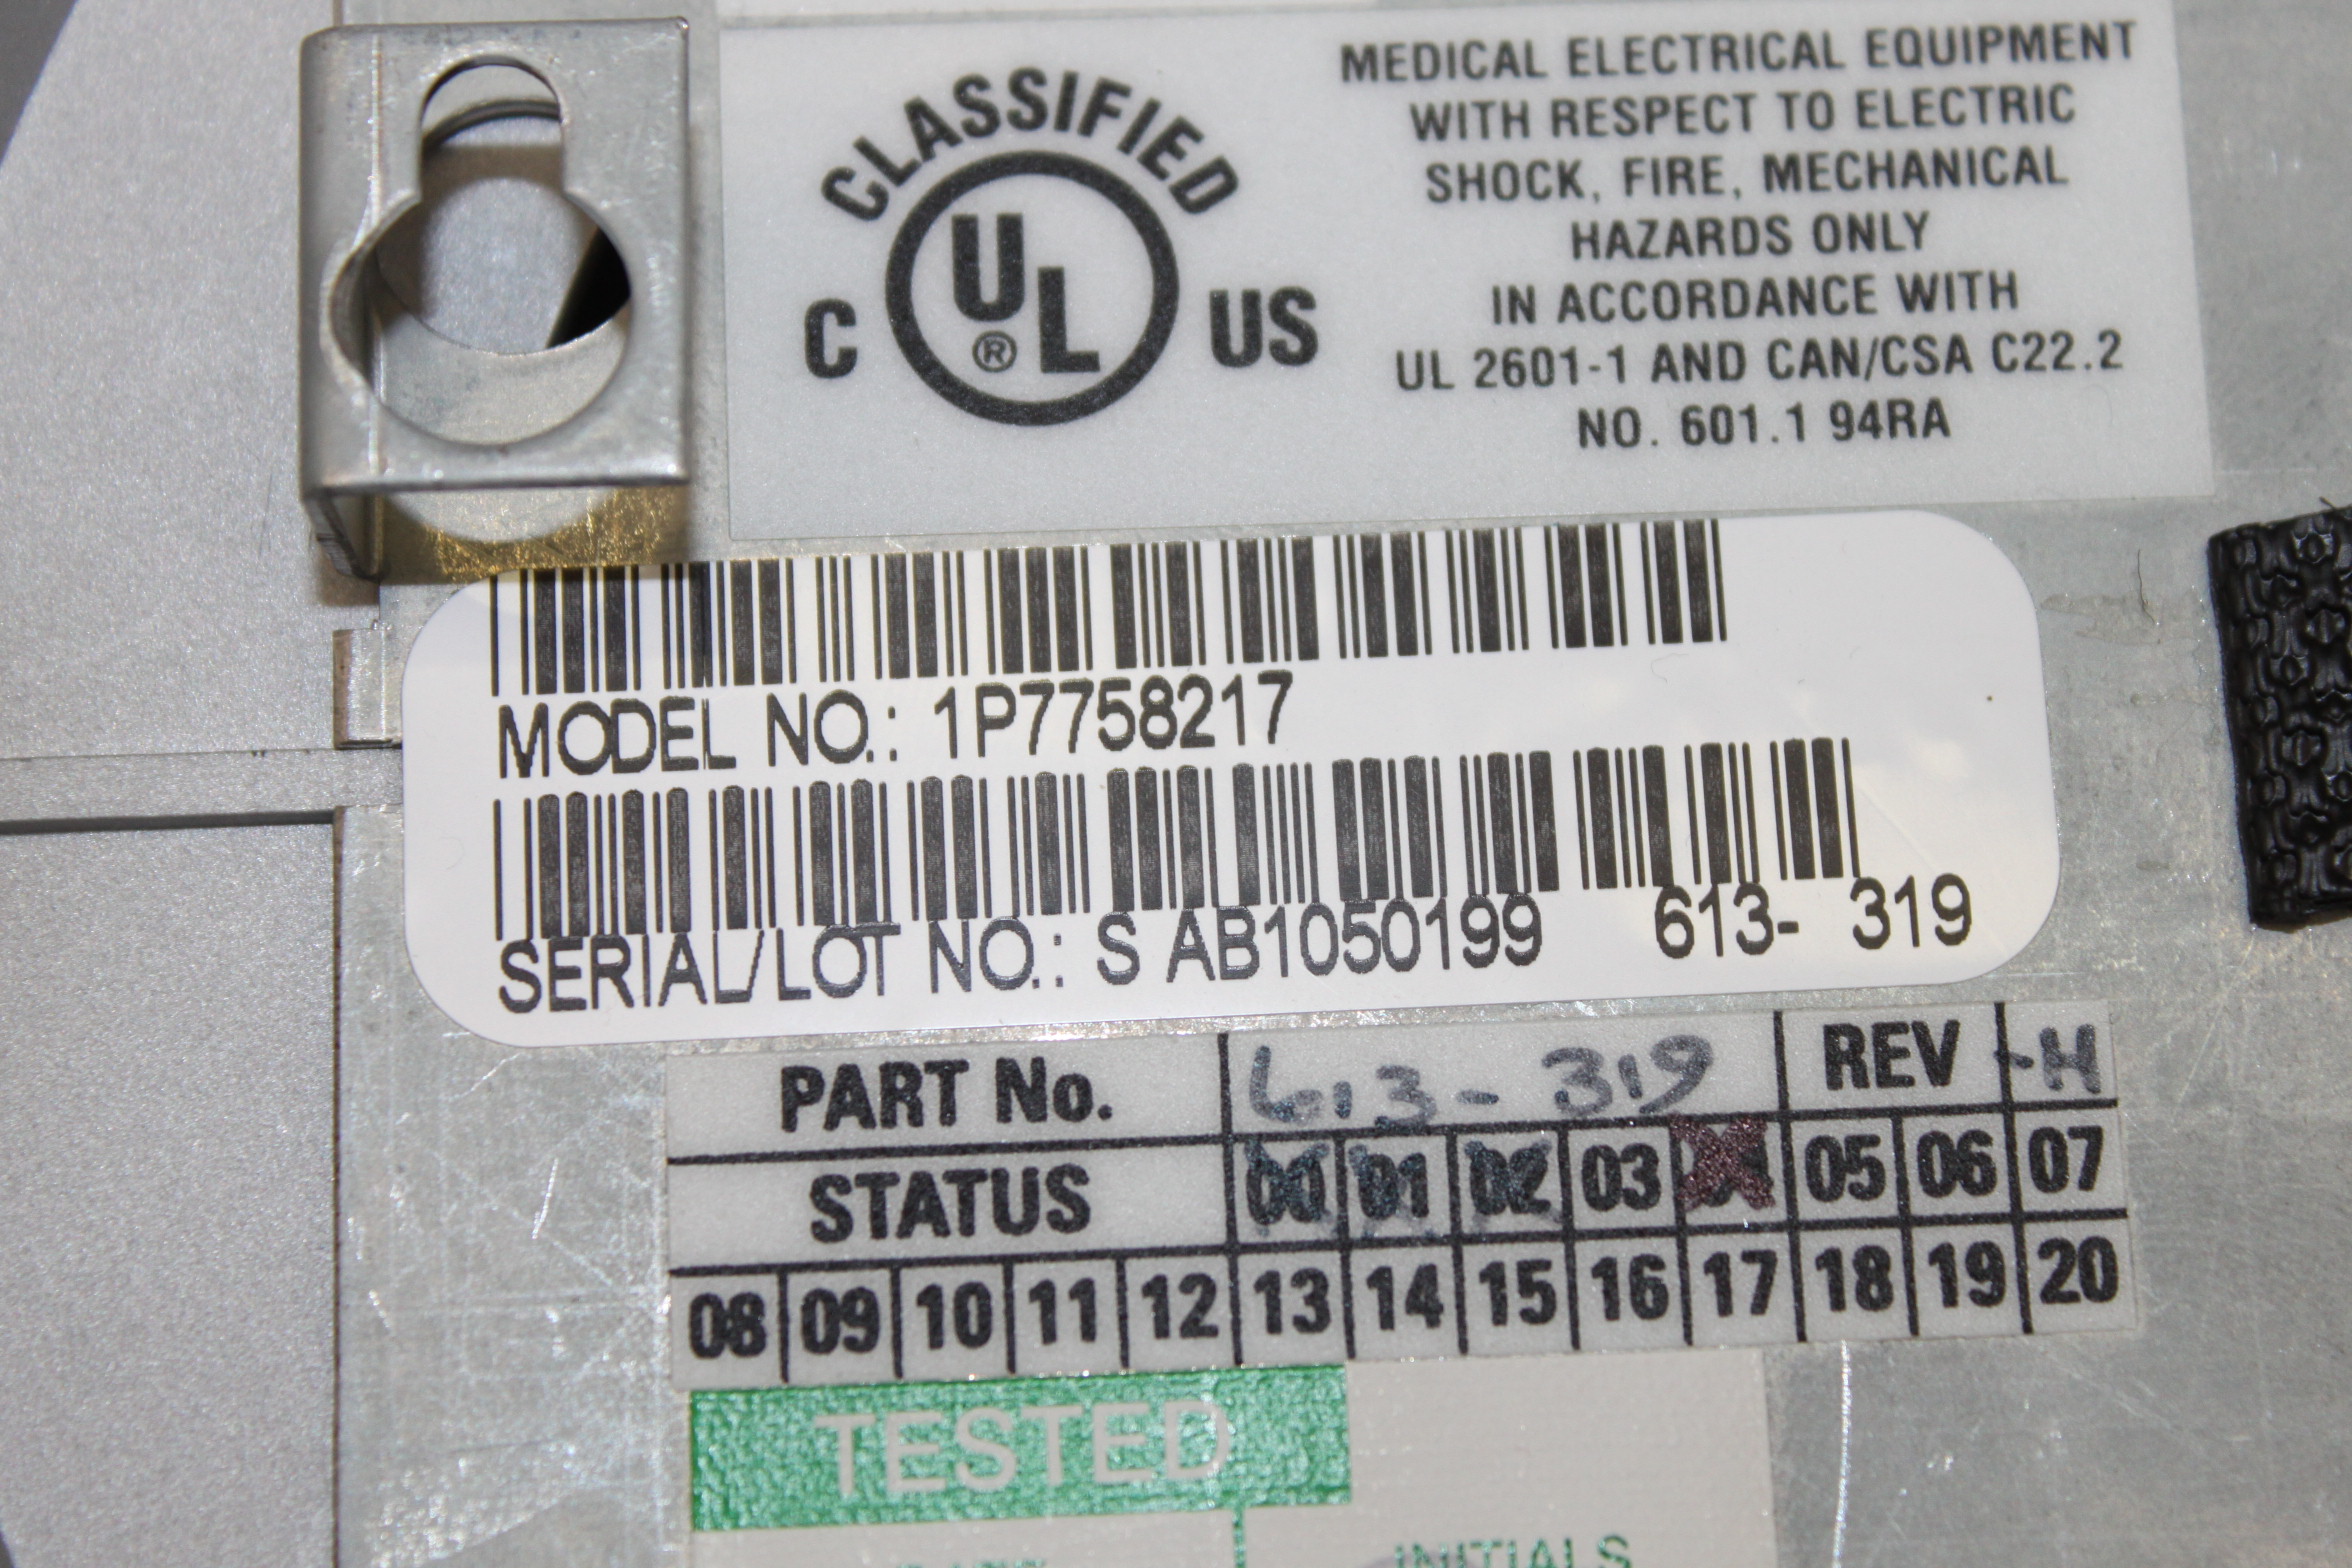 CLASSIFIED
C UL® US
MEDICAL ELECTRICAL EQUIPMENT
WITH RESPECT TO ELECTRIC
SHOCK, FIRE, MECHANICAL
HAZARDS ONLY
IN ACCORDANCE WITH
UL 2601-1 AND CAN/CSA C22.2
NO. 601.1 94RA
MODEL NO.: 1P7758217
SERIAL/LOT NO.: S AB1050199 613- 319
PART No. 613-319 REV -H
STATUS 00 01 02 03 05 06 07
08 09 10 11 12 13 14 15 16 17 18 19 20
TESTED
INITIALS